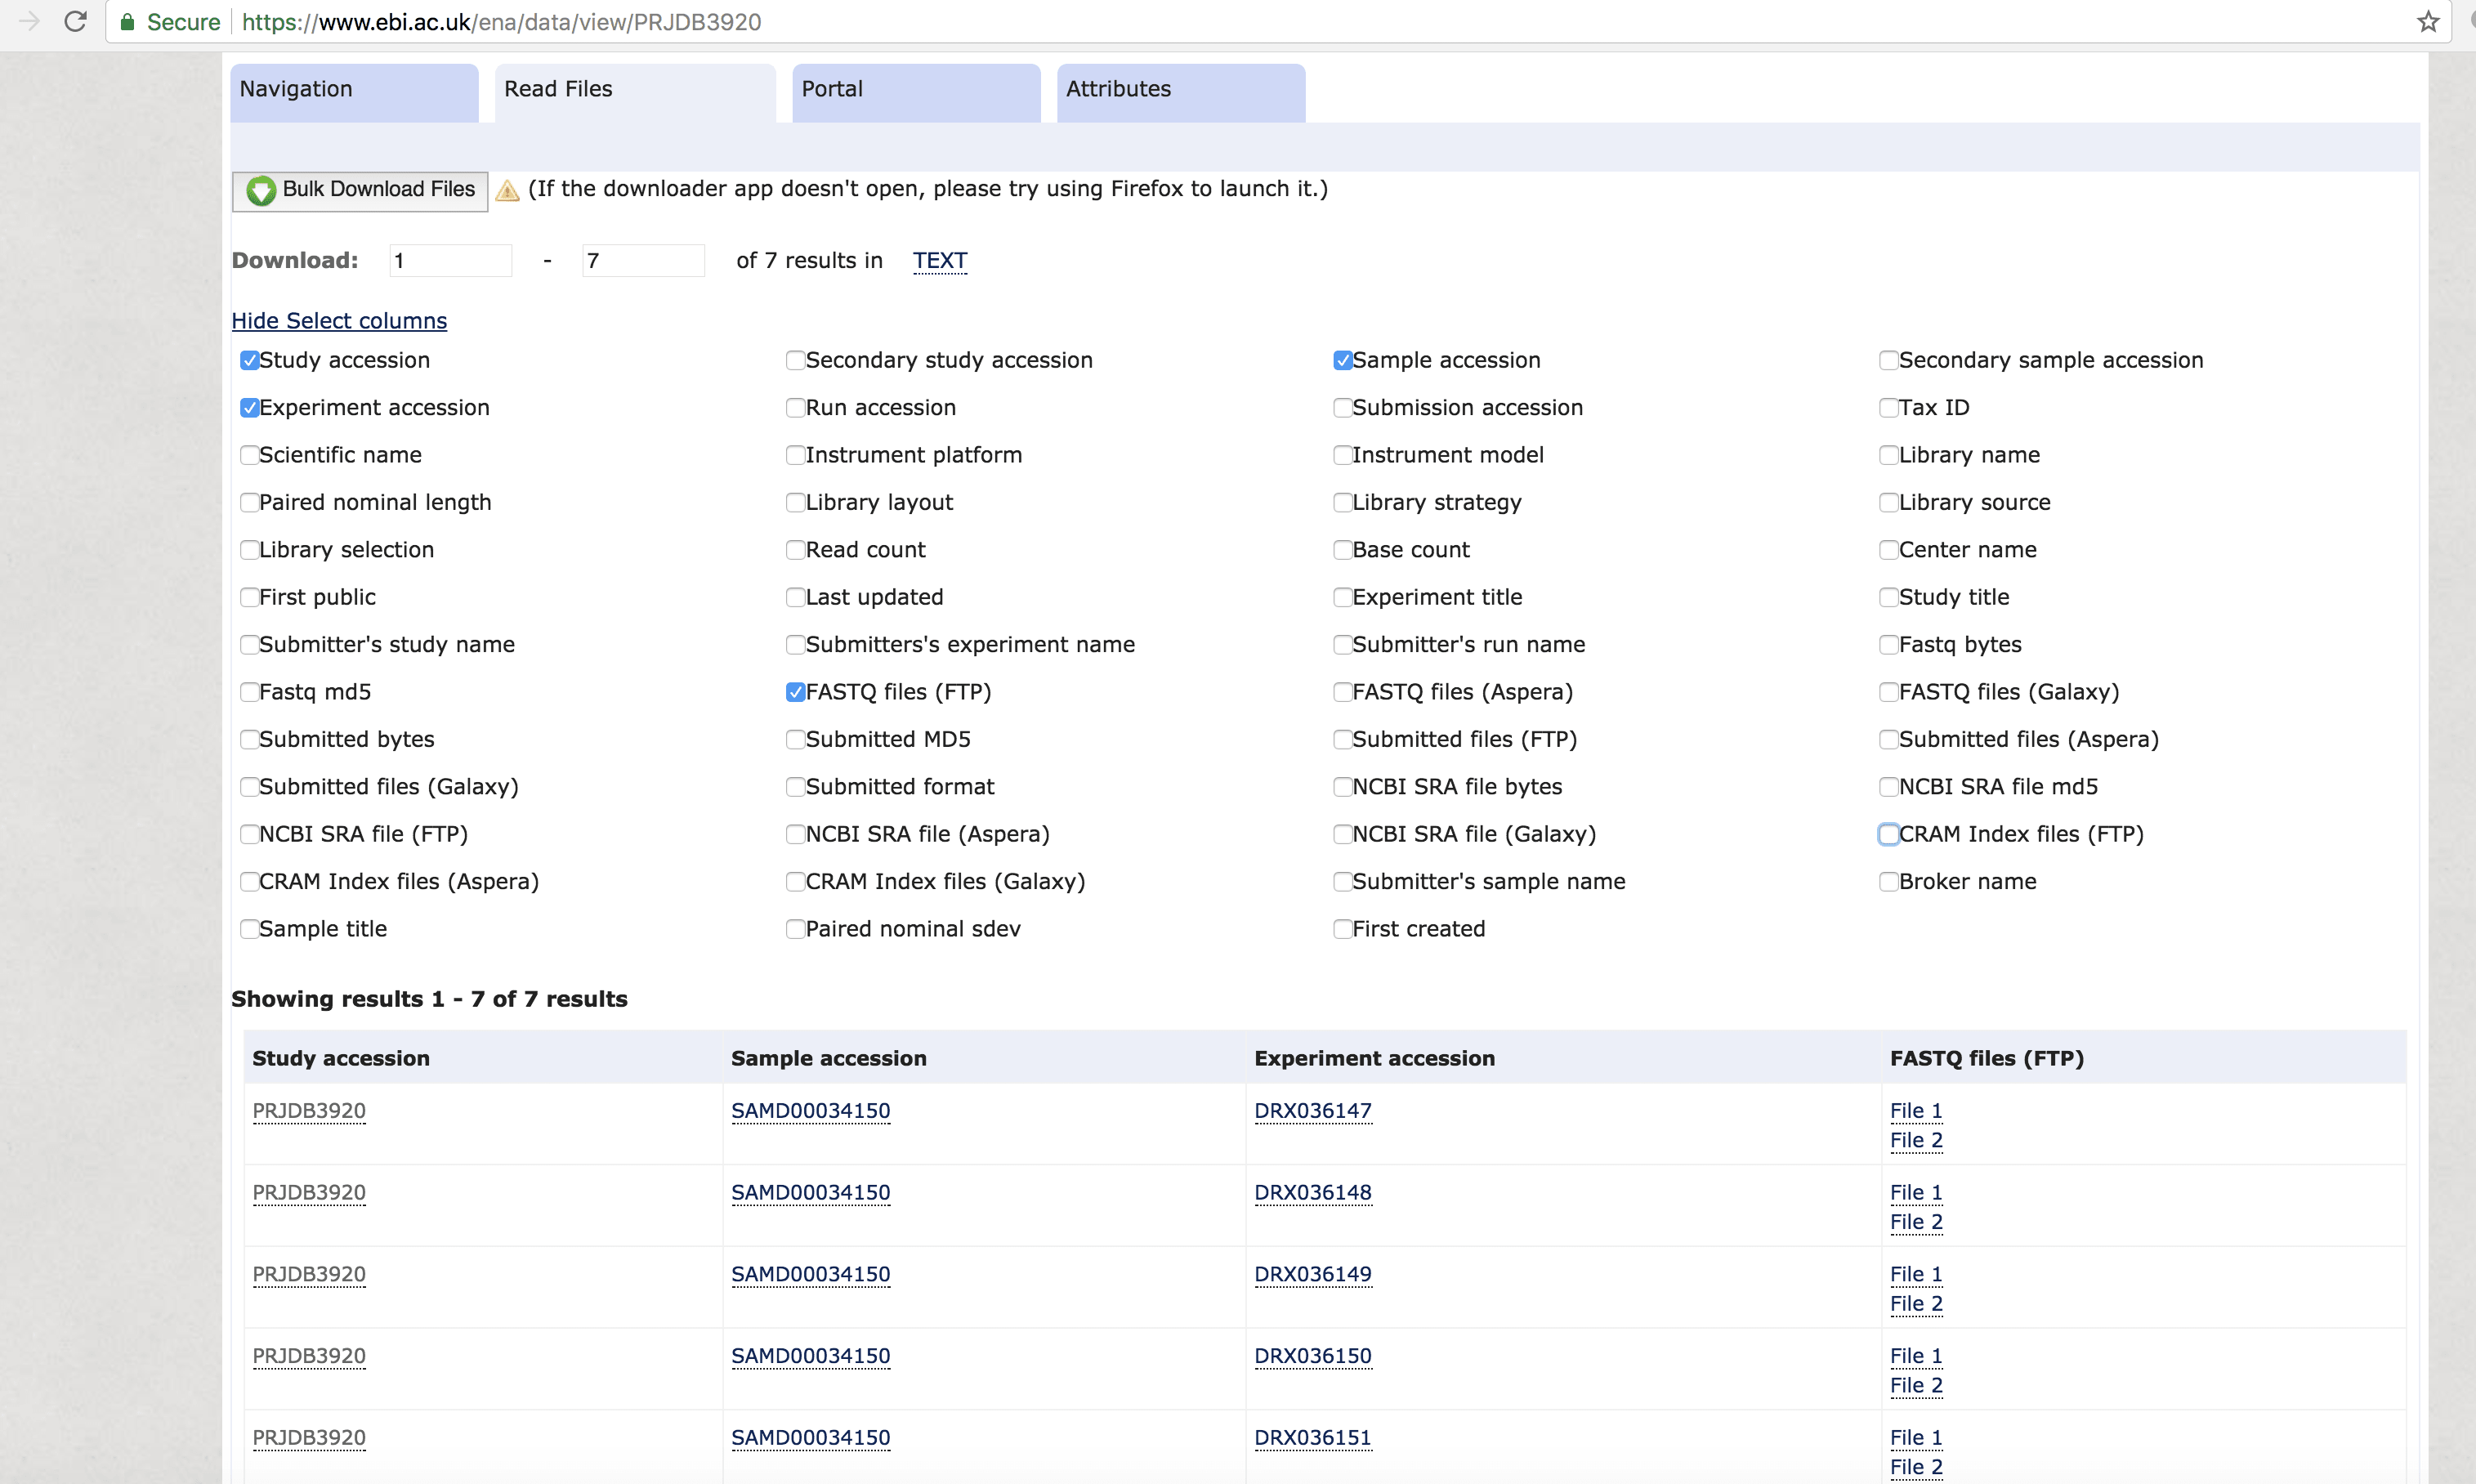 Secure https://www.ebi.ac.uk/ena/data/view/PRJDB3920
Navigation Read Files Portal Attributes
Bulk Download Files (If the downloader app doesn't open, please try using Firefox to launch it.)
Download: 1 - 7 of 7 results in TEXT
Hide Select columns
Study accession Secondary study accession Sample accession Secondary sample accession
Experiment accession Run accession Submission accession Tax ID
Scientific name Instrument platform Instrument model Library name
Paired nominal length Library layout Library strategy Library source
Library selection Read count Base count Center name
First public Last updated Experiment title Study title
Submitter's study name Submitters's experiment name Submitter's run name Fastq bytes
Fastq md5 FASTQ files (FTP) FASTQ files (Aspera) FASTQ files (Galaxy)
Submitted bytes Submitted MD5 Submitted files (FTP) Submitted files (Aspera)
Submitted files (Galaxy) Submitted format NCBI SRA file bytes NCBI SRA file md5
NCBI SRA file (FTP) NCBI SRA file (Aspera) NCBI SRA file (Galaxy) CRAM Index files (FTP)
CRAM Index files (Aspera) CRAM Index files (Galaxy) Submitter's sample name Broker name
Sample title Paired nominal sdev First created
Showing results 1 - 7 of 7 results
Study accession Sample accession Experiment accession FASTQ files (FTP)
PRJDB3920 SAMD00034150 DRX036147 File 1
File 2
PRJDB3920 SAMD00034150 DRX036148 File 1
File 2
PRJDB3920 SAMD00034150 DRX036149 File 1
File 2
PRJDB3920 SAMD00034150 DRX036150 File 1
File 2
PRJDB3920 SAMD00034150 DRX036151 File 1
File 2